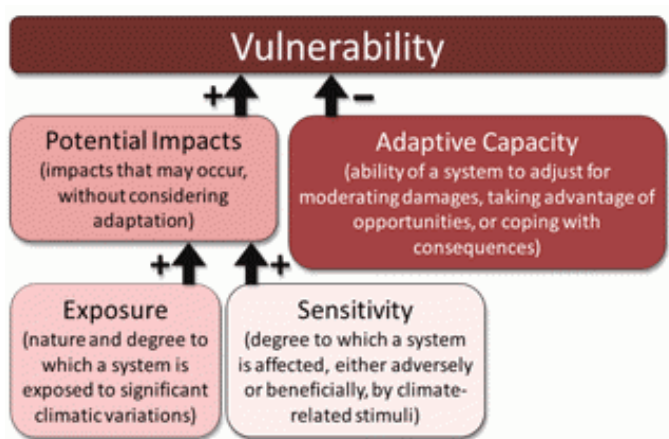 Vulnerability
+
−
Potential Impacts
(impacts that may occur,
without considering
adaptation)
Adaptive Capacity
(ability of a system to adjust for
moderating damages, taking advantage of
opportunities, or coping with
consequences)
+
+
Exposure
(nature and degree to
which a system is
exposed to significant
climatic variations)
Sensitivity
(degree to which a system
is affected, either adversely
or beneficially, by climate-
related stimuli)